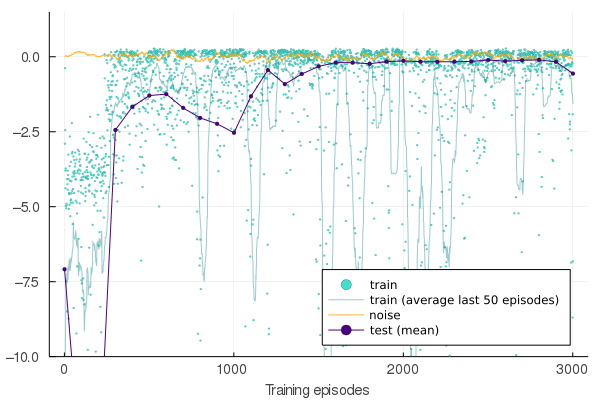 0.0
−2.5
−5.0
−7.5
−10.0
0
1000
2000
3000
Training episodes
train
train (average last 50 episodes)
noise
test (mean)